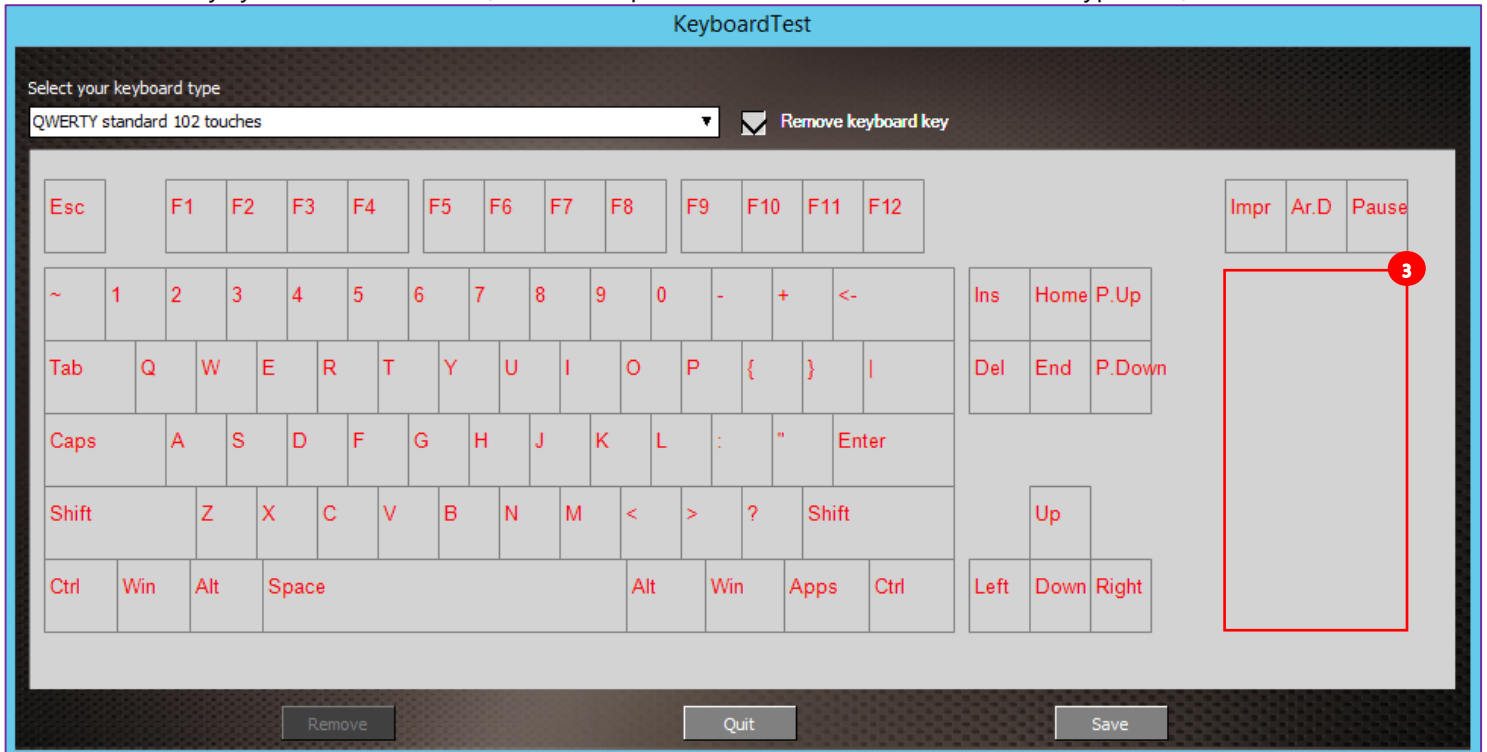 KeyboardTest
Select your keyboard type
QWERTY standard 102 touches
Remove keyboard key
Esc F1 F2 F3 F4 F5 F6 F7 F8 F9 F10 F11 F12 Impr Ar.D Pause
3
~ 1 2 3 4 5 6 7 8 9 0 - + <- Ins Home P.Up
Tab Q W E R T Y U I O P { } | Del End P.Down
Caps A S D F G H J K L : " Enter
Shift Z X C V B N M < > ? Shift Up
Ctrl Win Alt Space Alt Win Apps Ctrl Left Down Right
Remove Quit Save